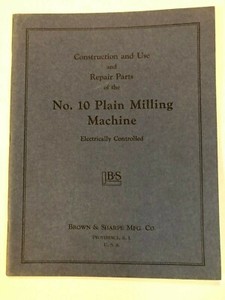 Construction and Use
and
Repair Parts
of the
No. 10 Plain Milling
Machine
Electrically Controlled
BS
BROWN & SHARPE MFG. CO.
PROVIDENCE, R. I.
U. S. A.